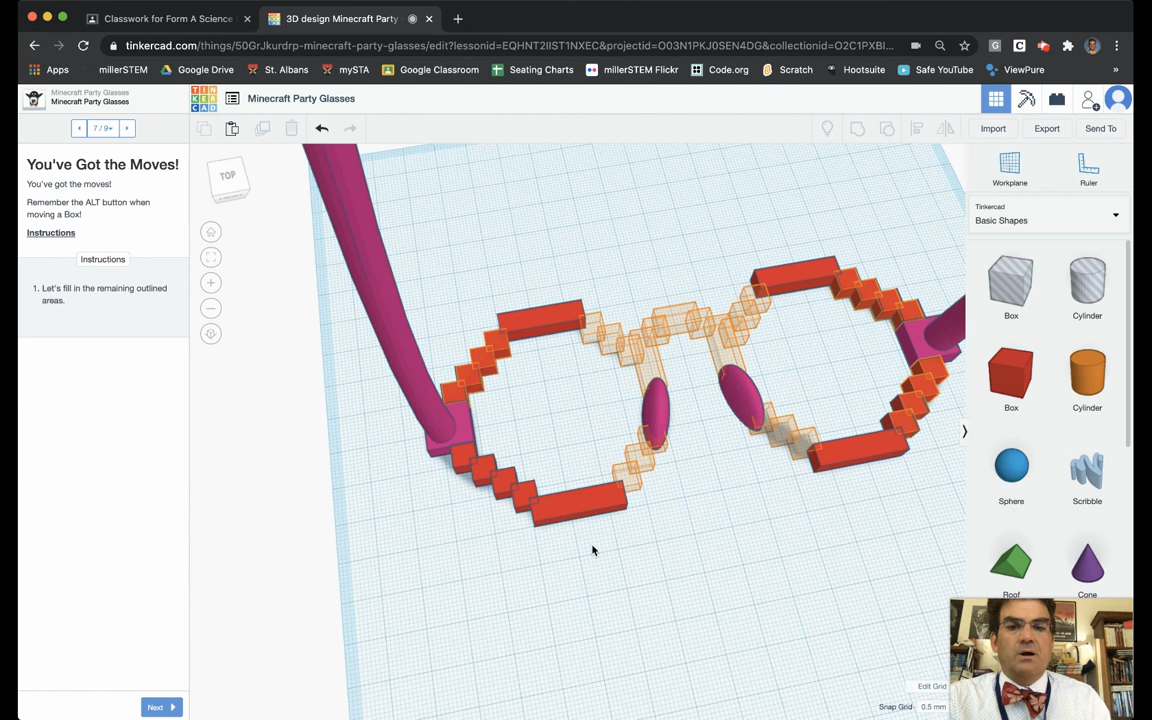 Classwork for Form A Science
3D design Minecraft Party
tinkercad.com/things/50GrJkurdrp-minecraft-party-glasses/edit?lessonid=EQHNT2IIST1NXEC&projectid=O03N1PKJ0SEN4DG&collectionid=O2C1PXBI...
Apps
millerSTEM
Google Drive
St. Albans
mySTA
Google Classroom
Seating Charts
millerSTEM Flickr
Code.org
Scratch
Hootsuite
Safe YouTube
ViewPure
»
Minecraft Party Glasses
Minecraft Party Glasses
TIN
KER
CAD
Minecraft Party Glasses
7 / 9
Import
Export
Send To
You've Got the Moves!
You've got the moves!
Remember the ALT button when
moving a Box!
Instructions
Instructions
1. Let's fill in the remaining outlined
areas.
Next
TOP
Workplane
Ruler
Tinkercad
Basic Shapes
Box
Cylinder
Box
Cylinder
Sphere
Scribble
Roof
Cone
Edit Grid
Snap Grid 0.5 mm